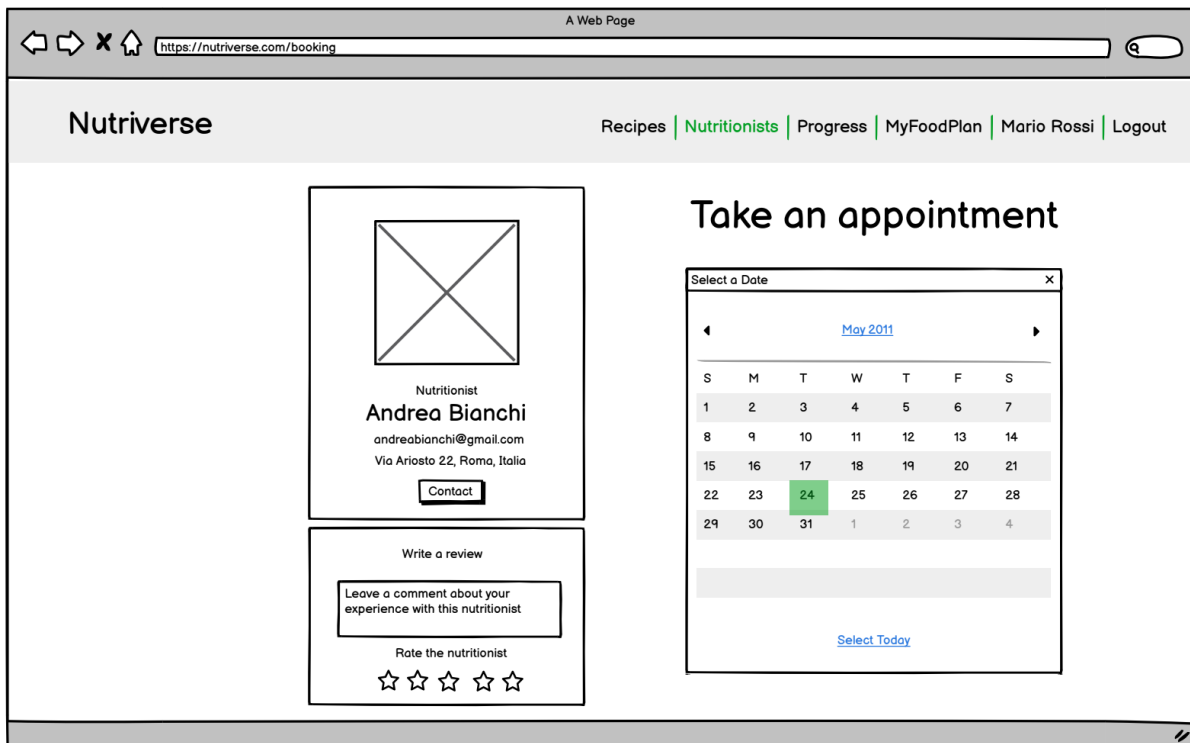 A Web Page
https://nutriverse.com/booking
Nutriverse
Recipes | Nutritionists | Progress | MyFoodPlan | Mario Rossi | Logout
Nutritionist
Andrea Bianchi
andreabianchi@gmail.com
Via Ariosto 22, Roma, Italia
Contact
Write a review
Leave a comment about your
experience with this nutritionist
Rate the nutritionist
Take an appointment
Select a Date
May 2011
S M T W T F S
1 2 3 4 5 6 7
8 9 10 11 12 13 14
15 16 17 18 19 20 21
22 23 24 25 26 27 28
29 30 31 1 2 3 4
Select Today